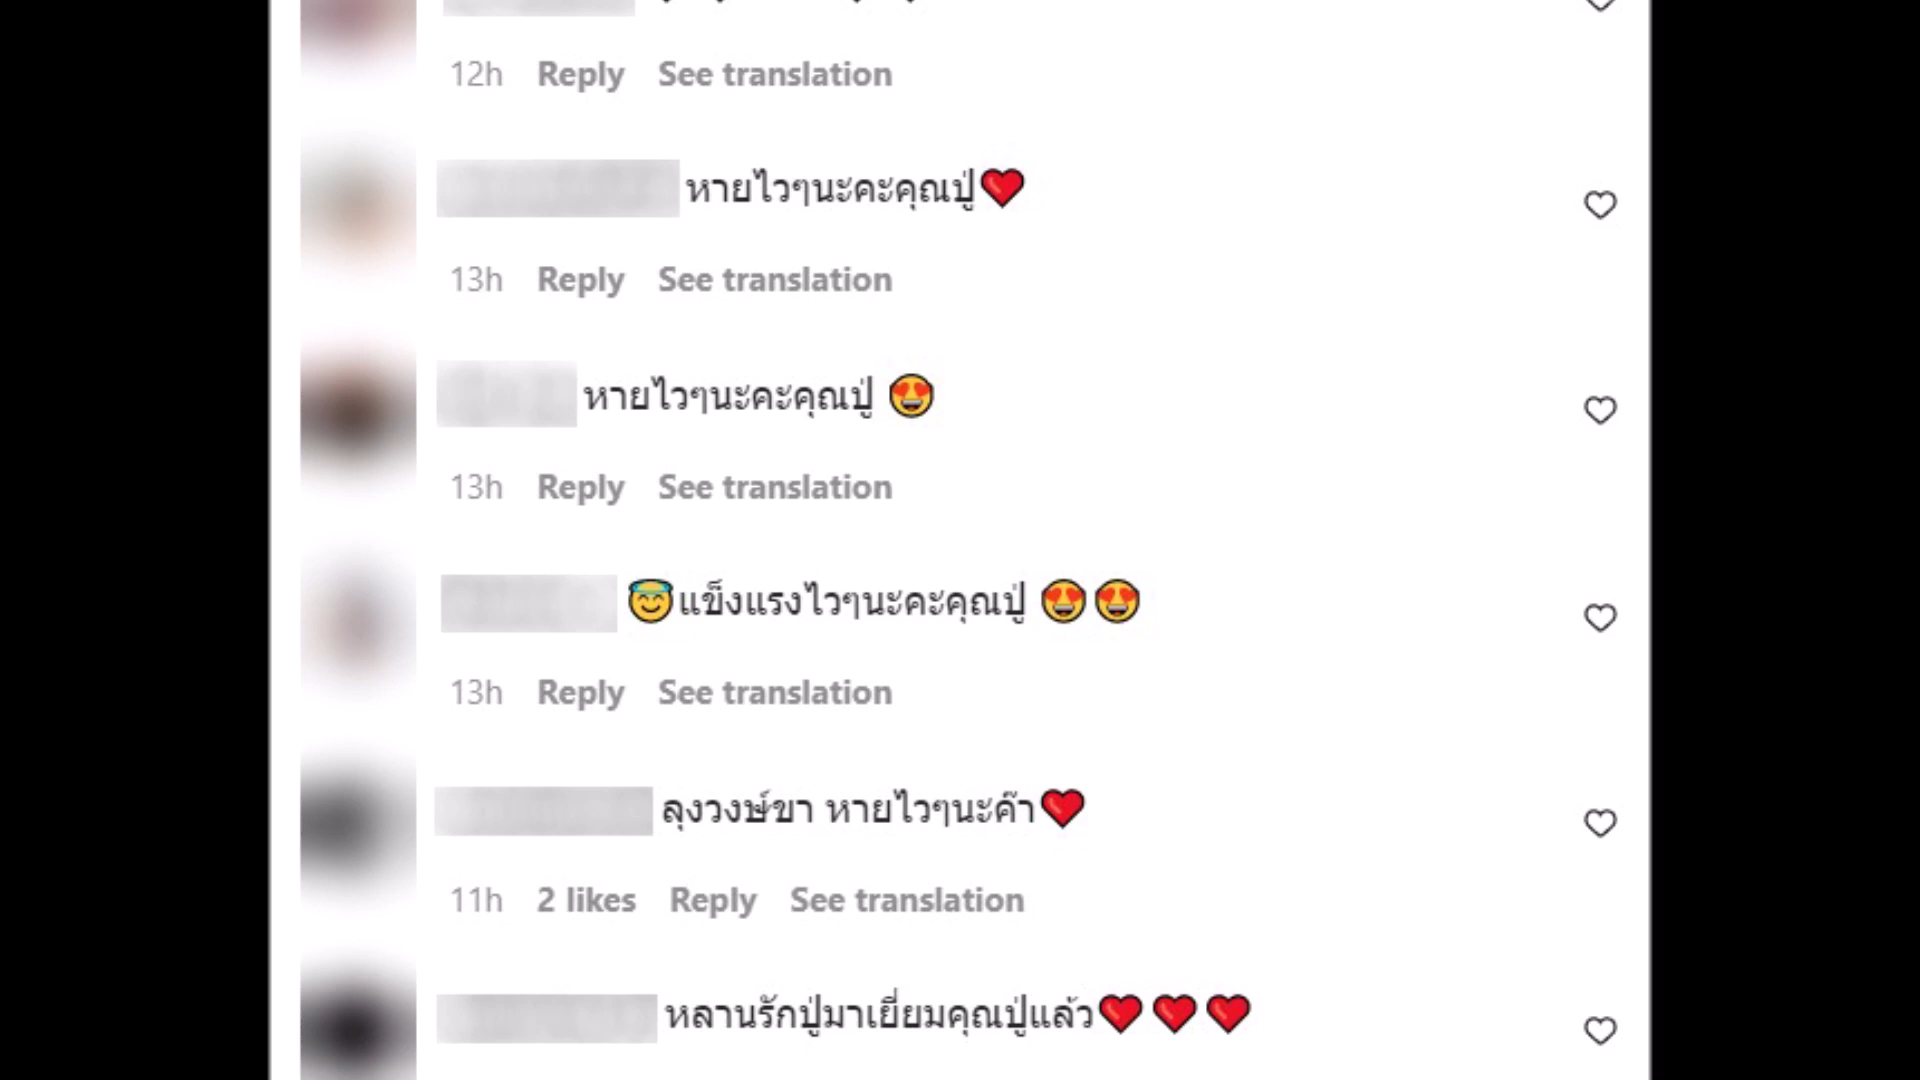 12h Reply See translation
หายไวๆนะคะคุณปู่❤️
13h Reply See translation
หายไวๆนะคะคุณปู่ 😍
13h Reply See translation
😇แข็งแรงไวๆนะคะคุณปู่ 😍😍
13h Reply See translation
ลุงวงษ์ขา หายไวๆนะค๊า❤️
11h 2 likes Reply See translation
หลานรักปู่มาเยี่ยมคุณปู่แล้ว❤️❤️❤️